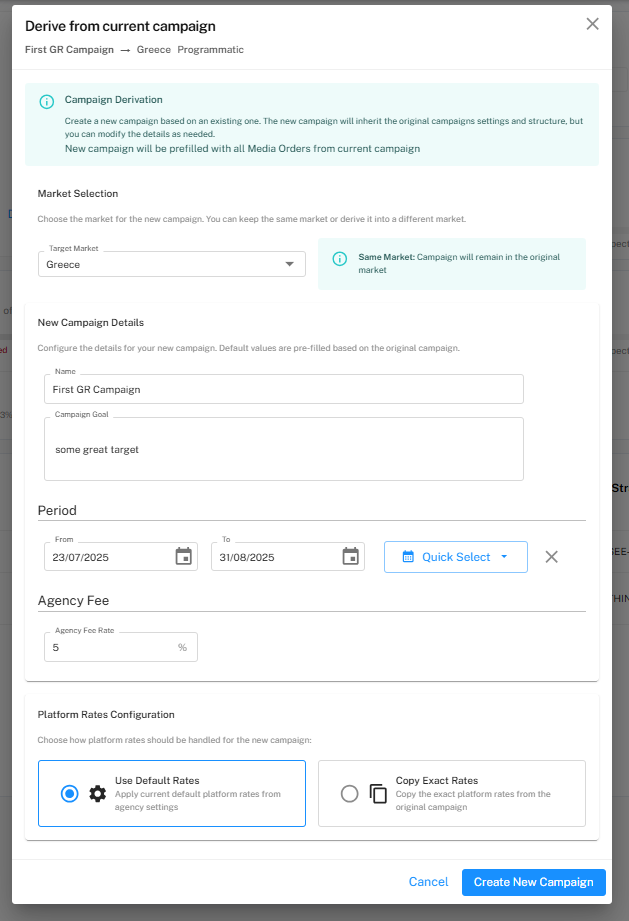 Derive from current campaign
First GR Campaign → Greece Programmatic
Campaign Derivation
Create a new campaign based on an existing one. The new campaign will inherit the original campaigns settings and structure, but
you can modify the details as needed.
New campaign will be prefilled with all Media Orders from current campaign
Market Selection
Choose the market for the new campaign. You can keep the same market or derive it into a different market.
Target Market
Greece
Same Market: Campaign will remain in the original
market
New Campaign Details
Configure the details for your new campaign. Default values are pre-filled based on the original campaign.
Name
First GR Campaign
Campaign Goal
some great target
Period
From
23/07/2025
To
31/08/2025
Quick Select
Agency Fee
Agency Fee Rate
5 %
Platform Rates Configuration
Choose how platform rates should be handled for the new campaign:
Use Default Rates
Apply current default platform rates from
agency settings
Copy Exact Rates
Copy the exact platform rates from the
original campaign
Cancel
Create New Campaign